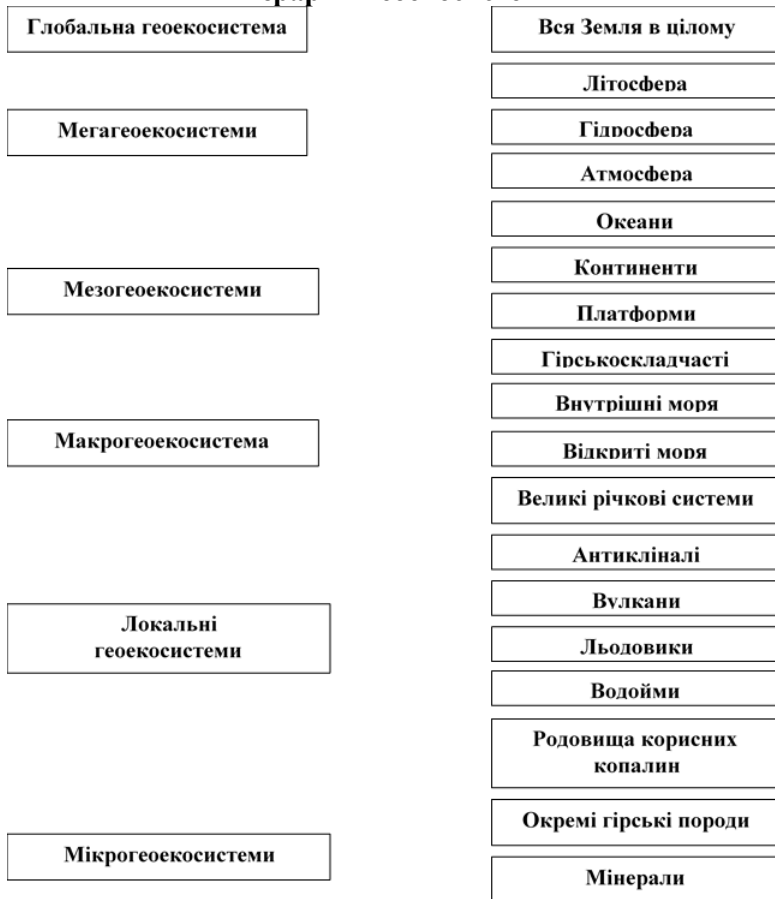 Глобальна геоекосистема
Вся Земля в цілому
Літосфера
Мегагеоекосистеми
Гідросфера
Атмосфера
Океани
Континенти
Мезогеоекосистеми
Платформи
Гірськоскладчасті
Внутрішні моря
Макрогеоекосистема
Відкриті моря
Великі річкові системи
Антикліналі
Вулкани
Локальні
геоекосистеми
Льодовики
Водойми
Родовища корисних
копалин
Окремі гірські породи
Мікрогеоекосистеми
Мінерали